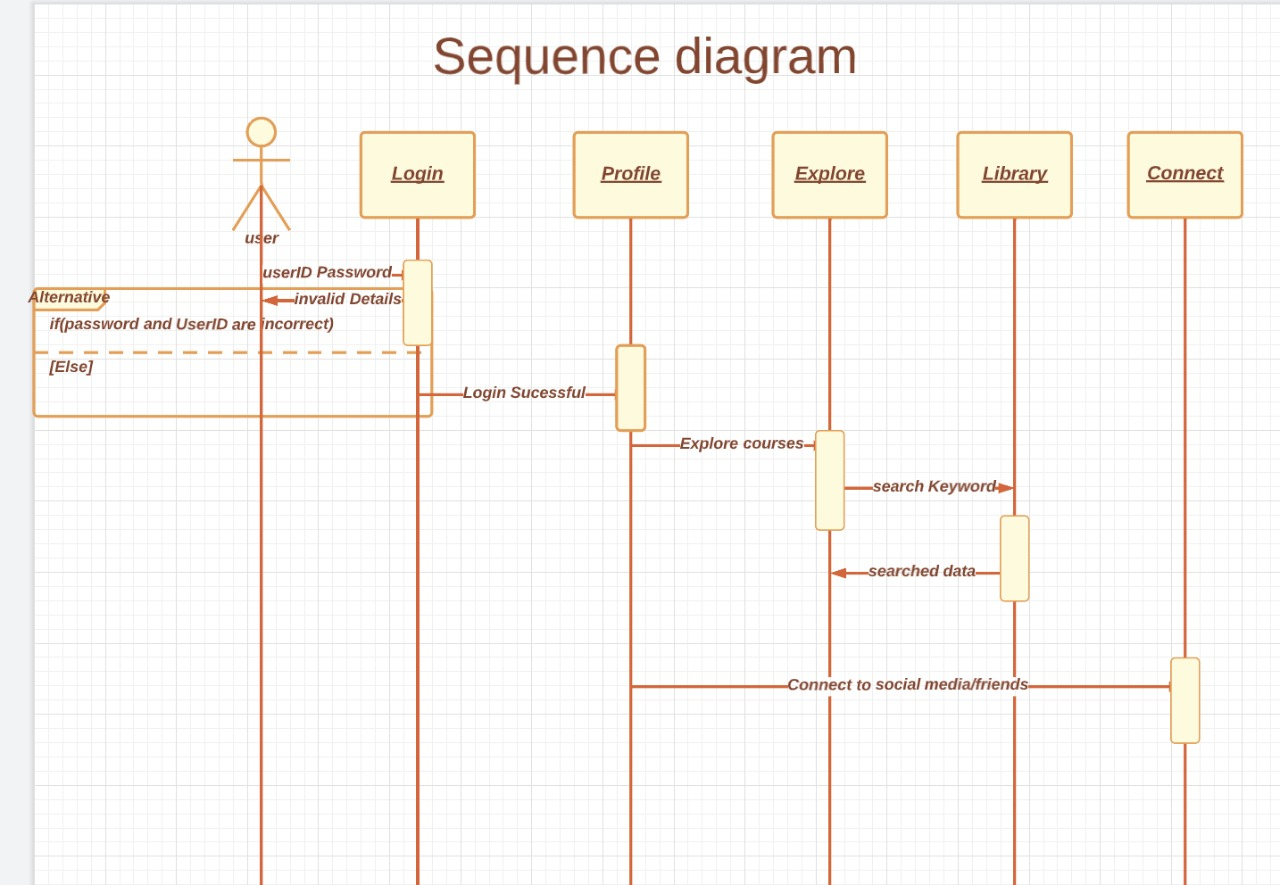 Sequence diagram
Login
Profile
Explore
Library
Connect
user
userID Password
Alternative
invalid Details
if(password and UserID are incorrect)
[Else]
Login Sucessful
Explore courses
search Keyword
searched data
Connect to social media/friends